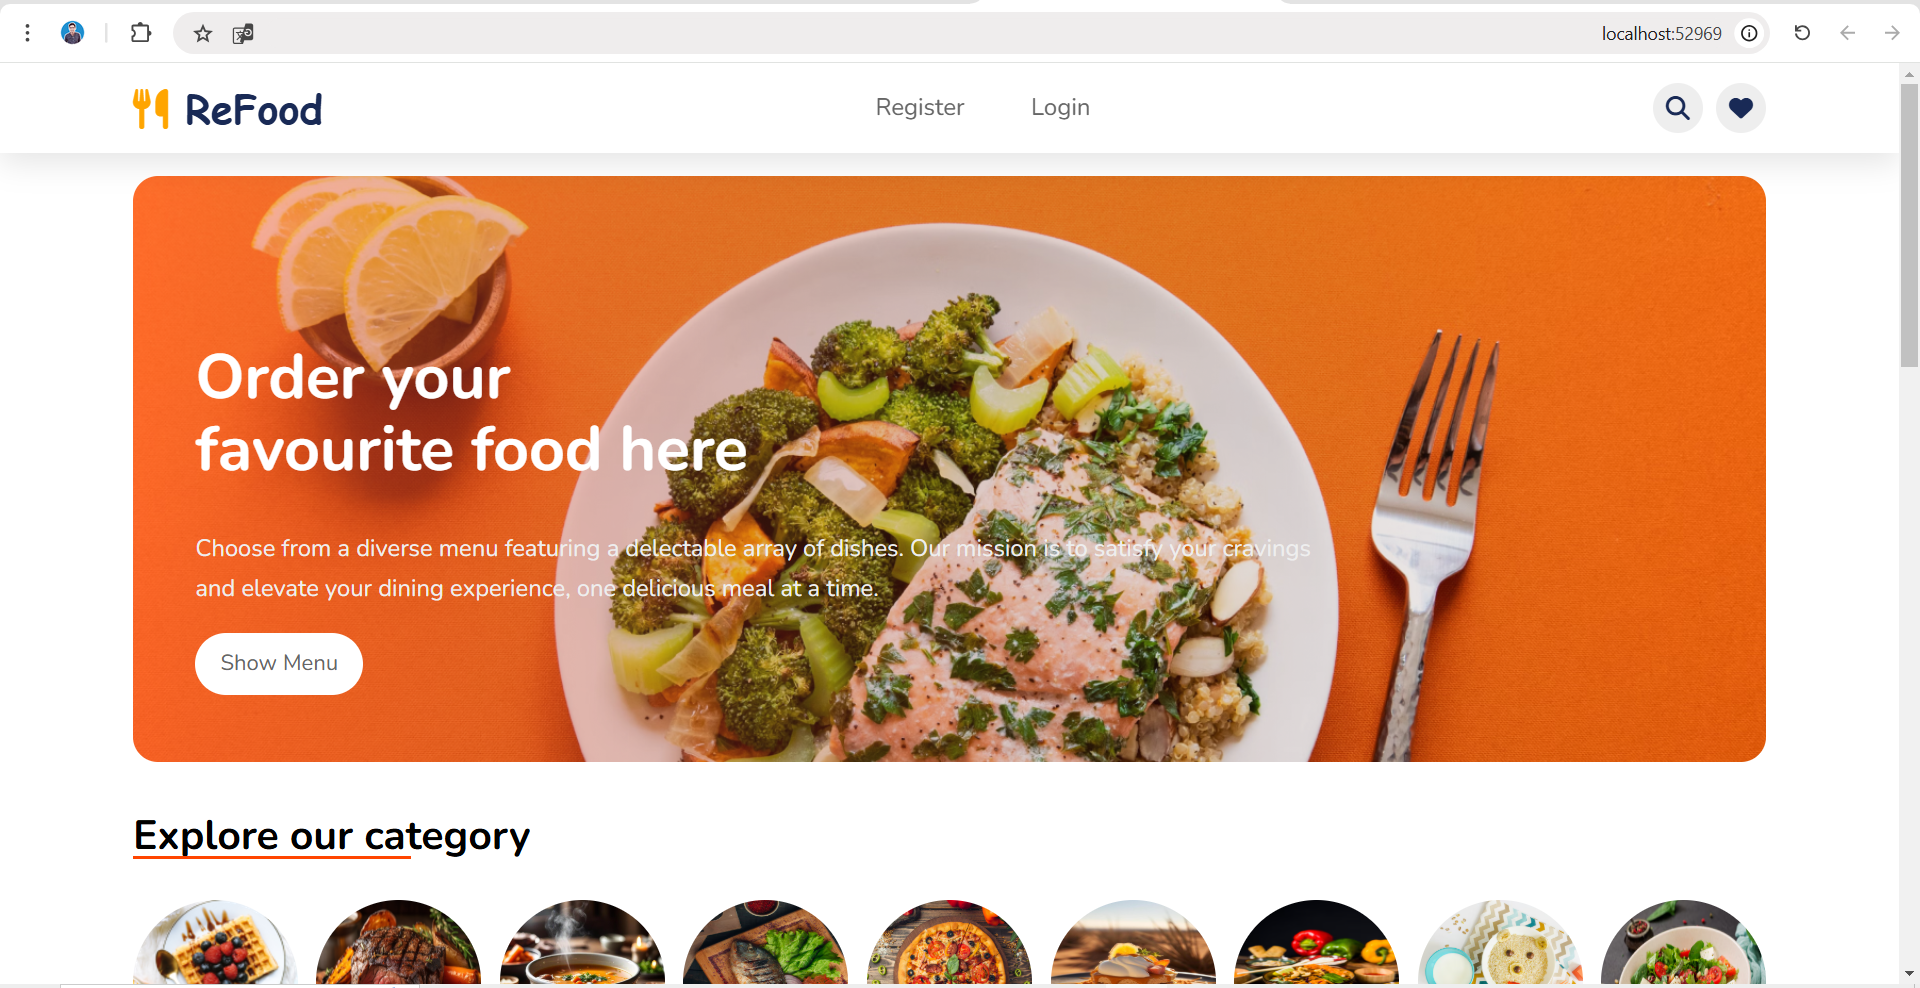 localhost:52969
ReFood
Register
Login
Order your
favourite food here
Choose from a diverse menu featuring a delectable array of dishes. Our mission is to satisfy your cravings
and elevate your dining experience, one delicious meal at a time.
Show Menu
Explore our category